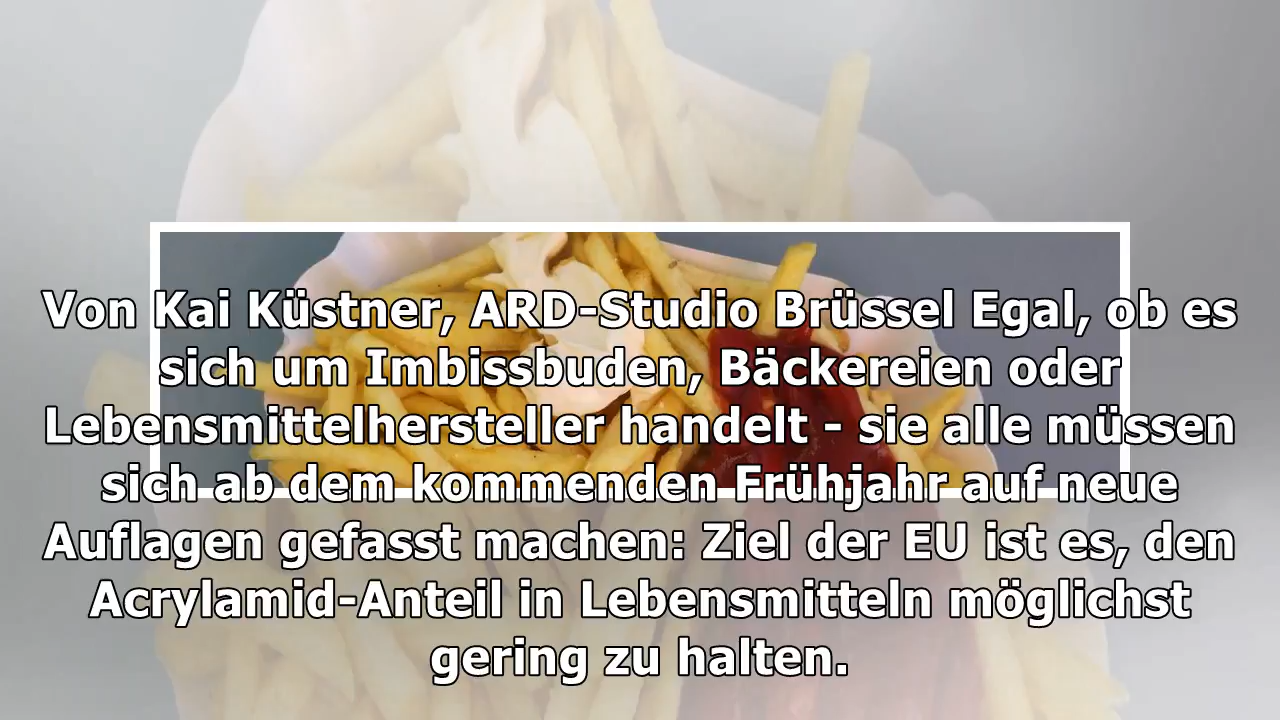 Von Kai Küstner, ARD-Studio Brüssel Egal, ob es
sich um Imbissbuden, Bäckereien oder
Lebensmittelhersteller handelt - sie alle müssen
sich ab dem kommenden Frühjahr auf neue
Auflagen gefasst machen: Ziel der EU ist es, den
Acrylamid-Anteil in Lebensmitteln möglichst
gering zu halten.